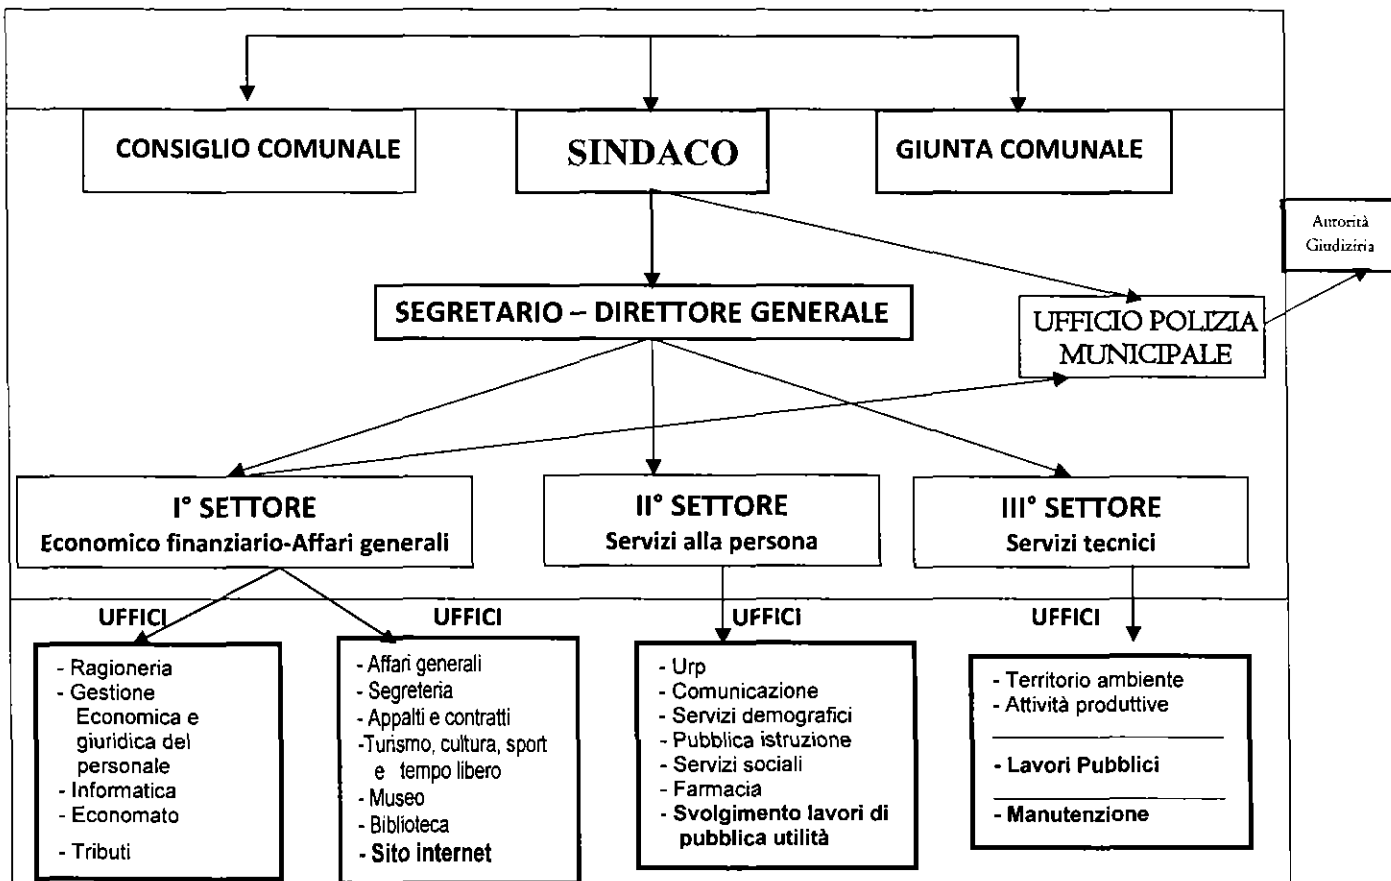 CONSIGLIO COMUNALE
SINDACO
GIUNTA COMUNALE
Autorità
Giudiziria
SEGRETARIO – DIRETTORE GENERALE
UFFICIO POLIZIA
MUNICIPALE
I° SETTORE
Economico finanziario-Affari generali
II° SETTORE
Servizi alla persona
III° SETTORE
Servizi tecnici
UFFICI
- Ragioneria
- Gestione
Economica e
giuridica del
personale
- Informatica
- Economato
- Tributi
UFFICI
- Affari generali
- Segreteria
- Appalti e contratti
-Turismo, cultura, sport
e tempo libero
- Museo
- Biblioteca
- Sito internet
UFFICI
- Urp
- Comunicazione
- Servizi demografici
- Pubblica istruzione
- Servizi sociali
- Farmacia
- Svolgimento lavori di
pubblica utilità
UFFICI
- Territorio ambiente
- Attività produttive
- Lavori Pubblici
- Manutenzione